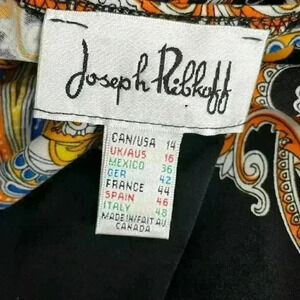 Joseph Ribkoff
CAN/USA 14
UK/AUS 16
MEXICO 36
GER 42
FRANCE 44
SPAIN 46
ITALY 48
MADE IN/FAIT AU
CANADA